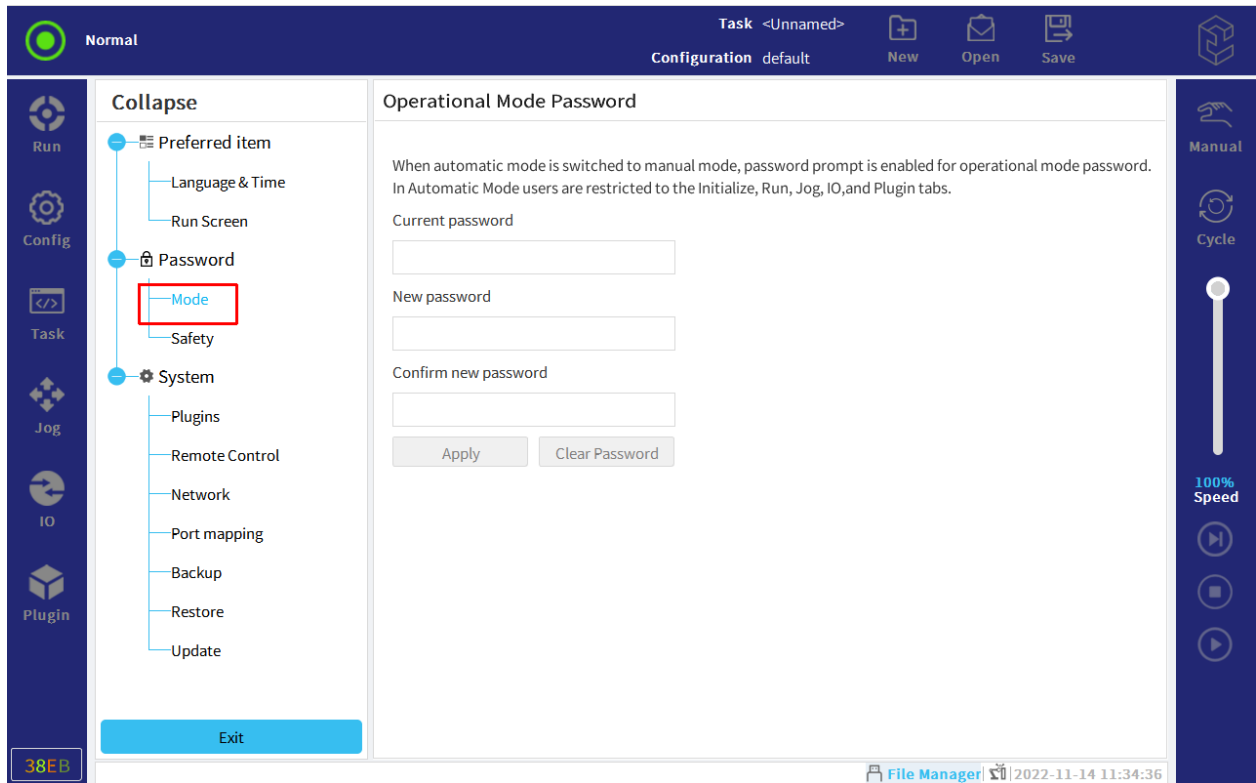 Normal
Task <Unnamed>
Configuration default
New
Open
Save
Run
Config
Task
Jog
IO
Plugin
38EB
Collapse
Preferred item
Language & Time
Run Screen
Password
Mode
Safety
System
Plugins
Remote Control
Network
Port mapping
Backup
Restore
Update
Exit
Operational Mode Password
When automatic mode is switched to manual mode, password prompt is enabled for operational mode password.
In Automatic Mode users are restricted to the Initialize, Run, Jog, IO,and Plugin tabs.
Current password
New password
Confirm new password
Apply
Clear Password
File Manager
2022-11-14 11:34:36
Manual
Cycle
100%
Speed